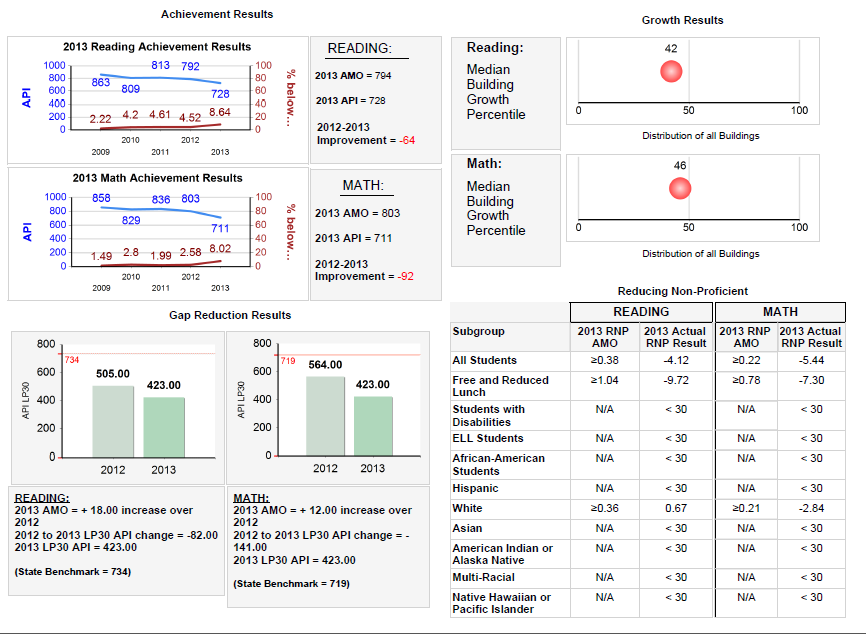 Achievement Results
2013 Reading Achievement Results
API
1000
800
600
400
200
0
863
809
813
792
728
2.22
4.2
4.61
4.52
8.64
100
80
60
40
20
0
% below...
2009
2010
2011
2012
2013
READING:
2013 AMO = 794
2013 API = 728
2012-2013
Improvement = -64
2013 Math Achievement Results
API
1000
800
600
400
200
0
858
829
836
803
711
1.49
2.8
1.99
2.58
8.02
100
80
60
40
20
0
% below...
2009
2010
2011
2012
2013
MATH:
2013 AMO = 803
2013 API = 711
2012-2013
Improvement = -92
Gap Reduction Results
API LP30
800
600
400
200
0
734
505.00
423.00
2012
2013
READING:
2013 AMO = + 18.00 increase over
2012
2012 to 2013 LP30 API change = -82.00
2013 LP30 API = 423.00
(State Benchmark = 734)
API LP30
800
600
400
200
0
719
564.00
423.00
2012
2013
MATH:
2013 AMO = + 12.00 increase over
2012
2012 to 2013 LP30 API change = -
141.00
2013 LP30 API = 423.00
(State Benchmark = 719)
Growth Results
Reading:
Median
Building
Growth
Percentile
42
0 50 100
Distribution of all Buildings
Math:
Median
Building
Growth
Percentile
46
0 50 100
Distribution of all Buildings
Reducing Non-Proficient
READING MATH
Subgroup 2013 RNP AMO 2013 Actual RNP Result 2013 RNP AMO 2013 Actual RNP Result
All Students ≥0.38 -4.12 ≥0.22 -5.44
Free and Reduced Lunch ≥1.04 -9.72 ≥0.78 -7.30
Students with Disabilities N/A < 30 N/A < 30
ELL Students N/A < 30 N/A < 30
African-American Students N/A < 30 N/A < 30
Hispanic N/A < 30 N/A < 30
White ≥0.36 0.67 ≥0.21 -2.84
Asian N/A < 30 N/A < 30
American Indian or Alaska Native N/A < 30 N/A < 30
Multi-Racial N/A < 30 N/A < 30
Native Hawaiian or Pacific Islander N/A < 30 N/A < 30